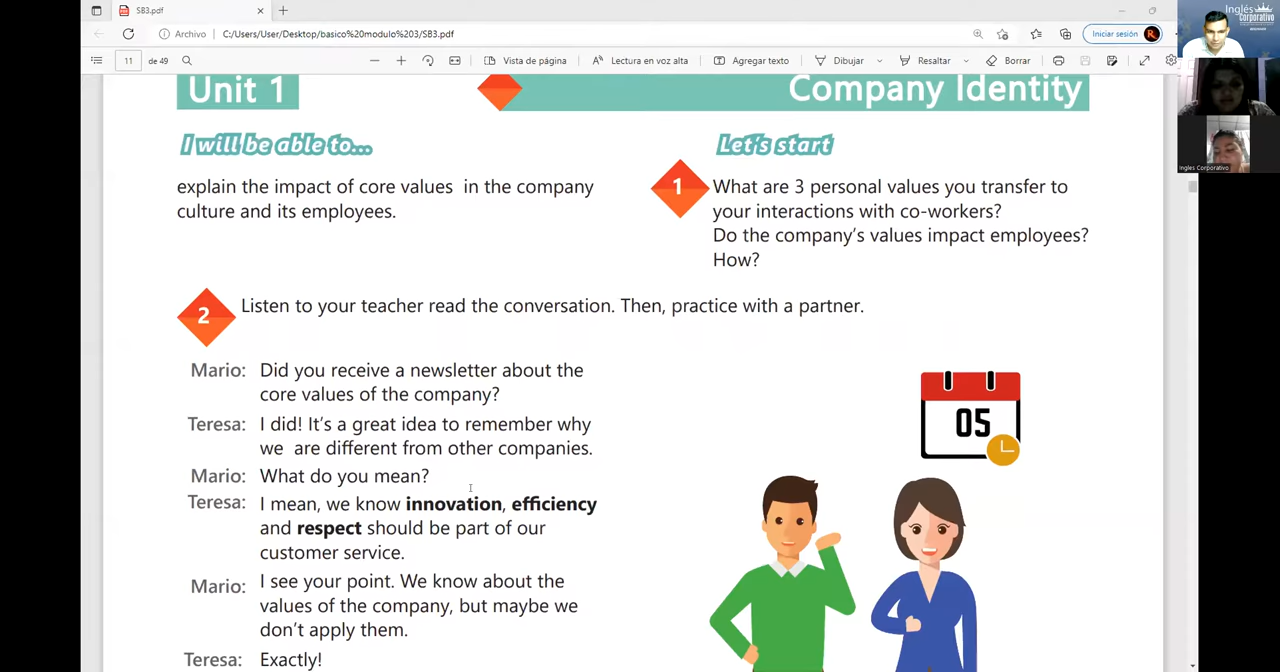 SB3.pdf
Archivo
C:/Users/User/Desktop/basico%20modulo%203/SB3.pdf
Iniciar sesión
11
de 49
Vista de página
Lectura en voz alta
Agregar texto
Dibujar
Resaltar
Borrar
Inglés
Corporativo
Ingles Corporativo
Unit 1
Company Identity
I will be able to...
explain the impact of core values in the company
culture and its employees.
Let's start
1
What are 3 personal values you transfer to
your interactions with co-workers?
Do the company's values impact employees?
How?
2
Listen to your teacher read the conversation. Then, practice with a partner.
Mario: Did you receive a newsletter about the
core values of the company?
Teresa: I did! It's a great idea to remember why
we are different from other companies.
Mario: What do you mean?
Teresa: I mean, we know innovation, efficiency
and respect should be part of our
customer service.
Mario: I see your point. We know about the
values of the company, but maybe we
don't apply them.
Teresa: Exactly!
05